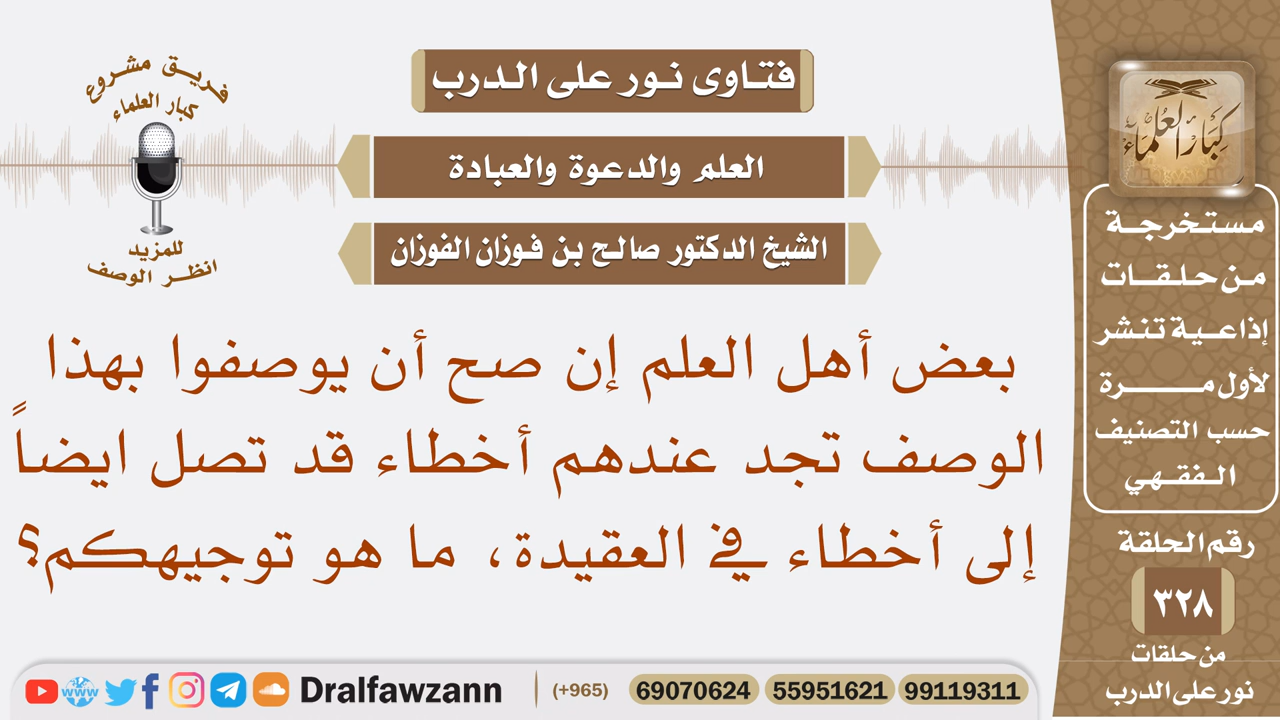 فتاوى نور على الدرب
العلم والدعوة والعبادة
الشيخ الدكتور صالح بن فوزان الفوزان
فريق مشروع
كبار العلماء
للمزيد
انظر الوصف
بعض أهل العلم إن صح أن يوصفوا بهذا
الوصف تجد عندهم أخطاء قد تصل ايضاً
إلى أخطاء في العقيدة، ما هو توجيهكم؟
كبار العلماء
مستخرجة
من حلقات
إذاعية تنشر
لأول مرة
حسب التصنيف
الفقهي
رقم الحلقة
٣٢٨
من حلقات
نور على الدرب
www Dralfawzann (+965) 69070624 55951621 99119311